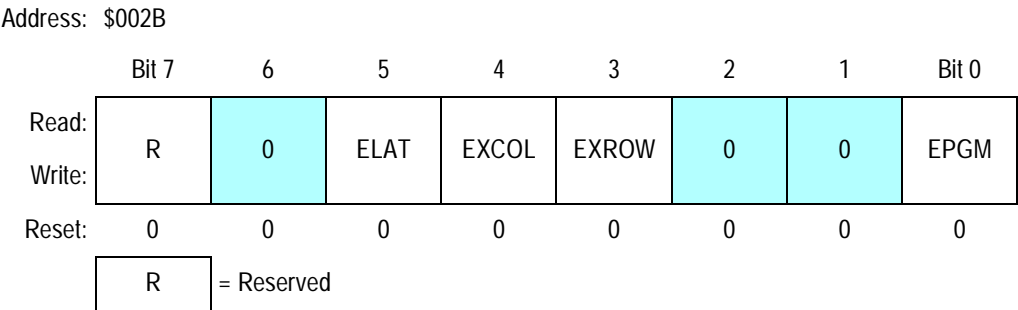 Address: $002B
Bit 7 6 5 4 3 2 1 Bit 0
Read:
R 0 ELAT EXCOL EXROW 0 0 EPGM
Write:
Reset: 0 0 0 0 0 0 0 0
R = Reserved